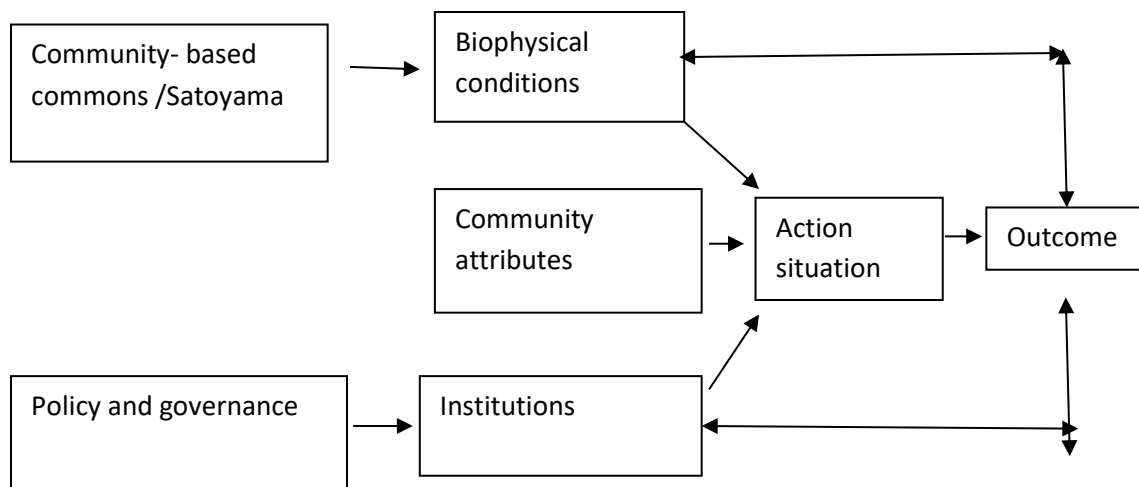 Community- based
commons /Satoyama
Biophysical
conditions
Community
attributes
Action
situation
Outcome
Policy and governance
Institutions